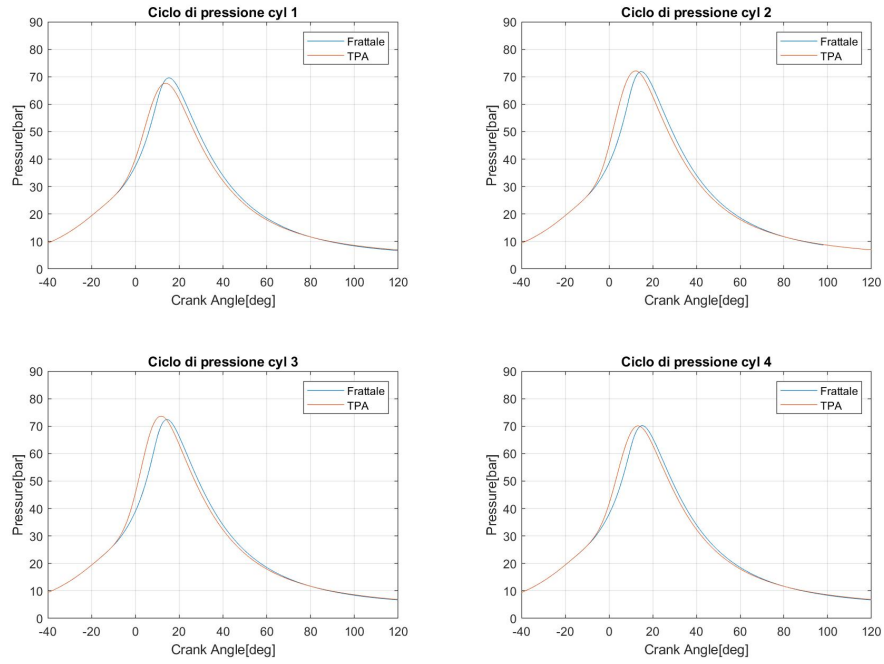 Ciclo di pressione cyl 1
90
80
70
60
50
40
30
20
10
0
Pressure[bar]
Frattale
TPA
-40 -20 0 20 40 60 80 100 120
Crank Angle[deg]
Ciclo di pressione cyl 2
90
80
70
60
50
40
30
20
10
0
Pressure[bar]
Frattale
TPA
-40 -20 0 20 40 60 80 100 120
Crank Angle[deg]
Ciclo di pressione cyl 3
90
80
70
60
50
40
30
20
10
0
Pressure[bar]
Frattale
TPA
-40 -20 0 20 40 60 80 100 120
Crank Angle[deg]
Ciclo di pressione cyl 4
90
80
70
60
50
40
30
20
10
0
Pressure[bar]
Frattale
TPA
-40 -20 0 20 40 60 80 100 120
Crank Angle[deg]